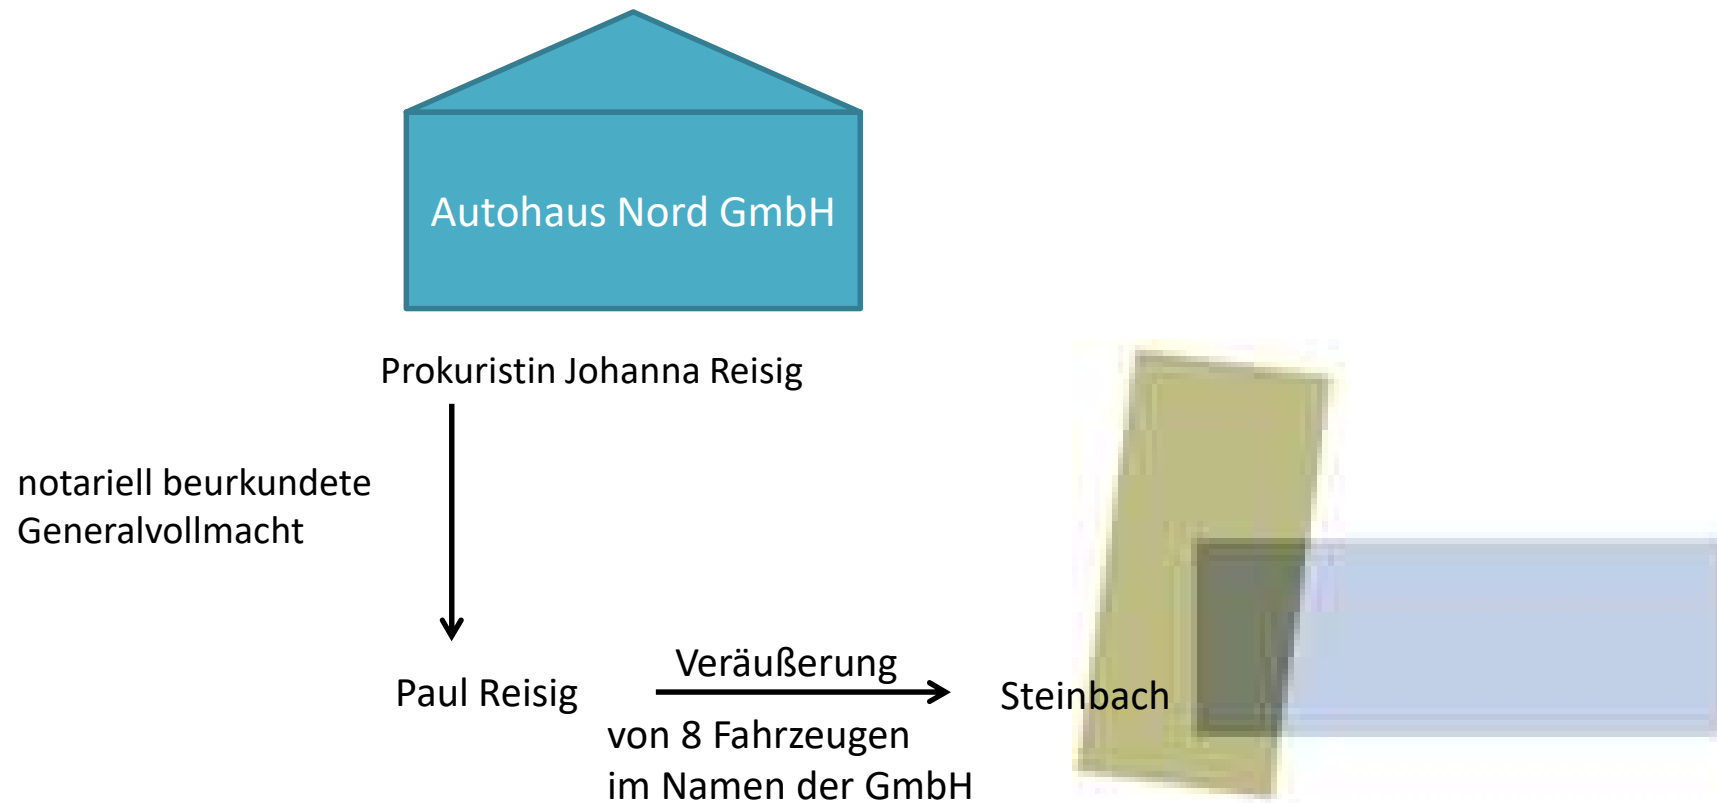 Autohaus Nord GmbH
Prokuristin Johanna Reisig
notariell beurkundete
Generalvollmacht
Veräußerung
Paul Reisig
Steinbach
von 8 Fahrzeugen
im Namen der GmbH